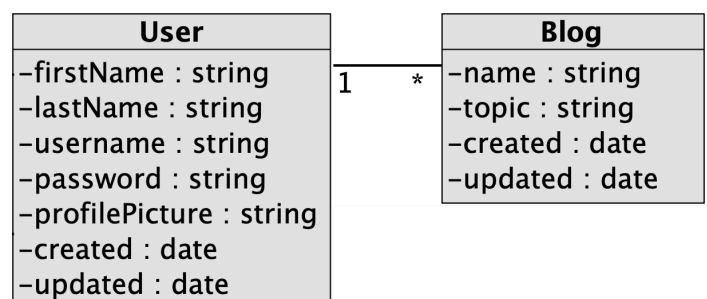 User
-firstName : string
-lastName : string
-username : string
-password : string
-profilePicture : string
-created : date
-updated : date
1 *
Blog
-name : string
-topic : string
-created : date
-updated : date